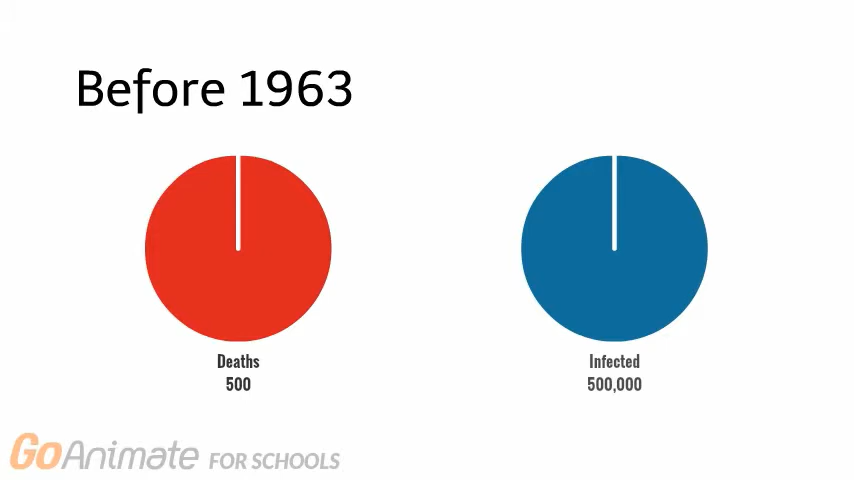 Before 1963
Deaths
500
Infected
500,000
GoAnimate FOR SCHOOLS